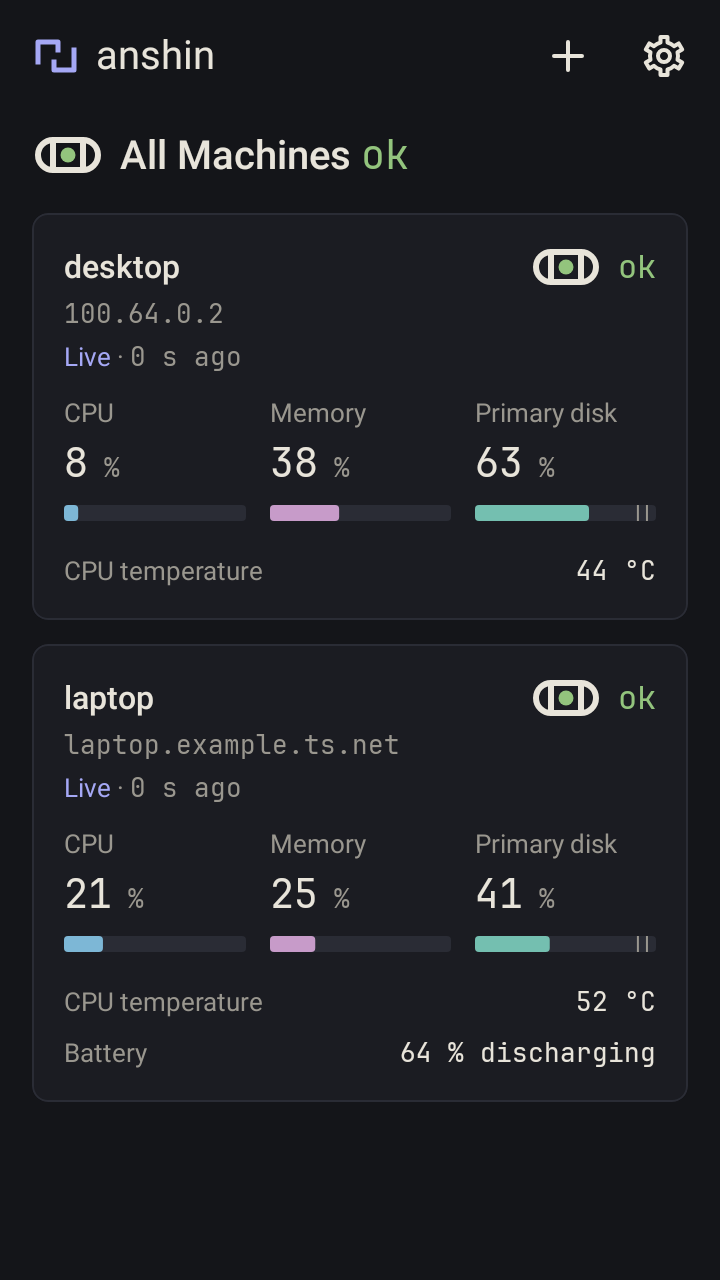 anshin
All Machines ok
desktop ok
100.64.0.2
Live · 0 s ago
CPU Memory Primary disk
8 % 38 % 63 %
CPU temperature 44 °C
laptop ok
laptop.example.ts.net
Live · 0 s ago
CPU Memory Primary disk
21 % 25 % 41 %
CPU temperature 52 °C
Battery 64 % discharging